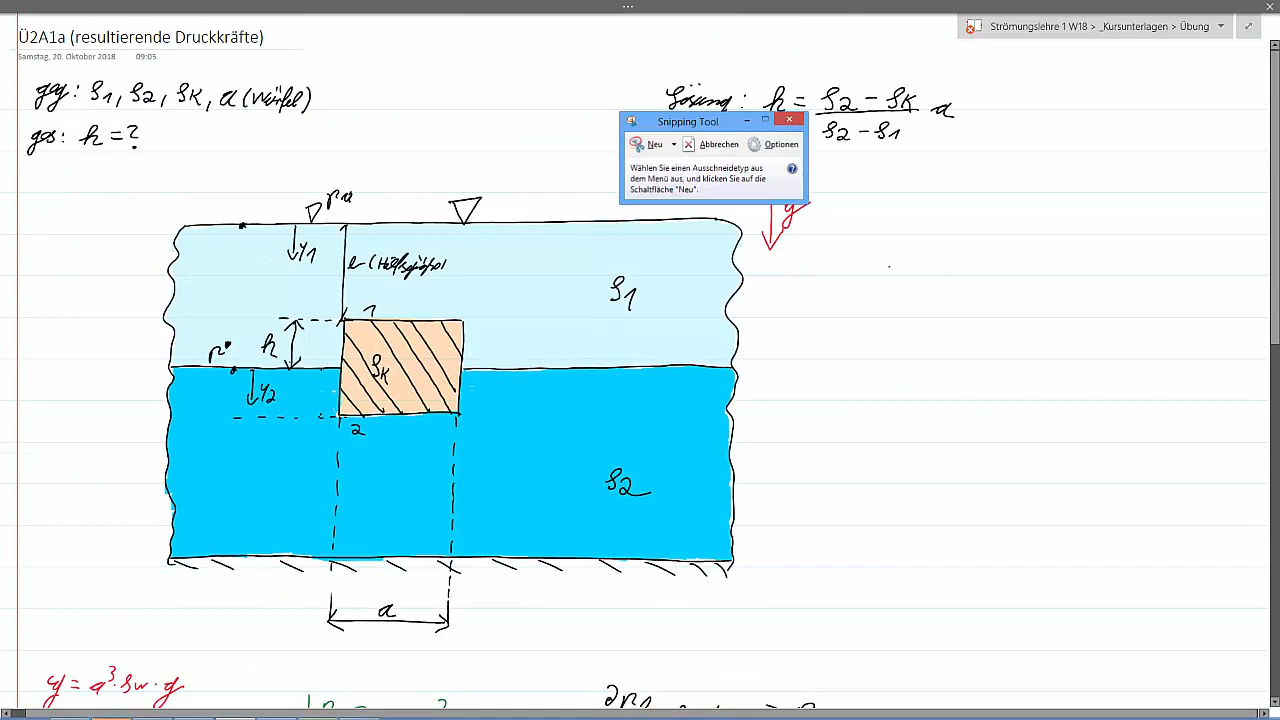 Ü2A1a (resultierende Druckkräfte)
Samstag, 20. Oktober 2018 09:05
Strömungslehre 1 W18 > _Kursunterlagen > Übung
geg: ρ1, ρ2, ρK, a (Würfel)
ges: h = ?
Lösung: h = ρ2 - ρK / ρ2 - ρ1 a
Snipping Tool
Neu Abbrechen Optionen
Wählen Sie einen Ausschneidetyp aus
dem Menü aus, und klicken Sie auf die
Schaltfläche "Neu".
pa
g
y1
l (Hilfsgröße)
ρ1
1
h
p*
ρK
y2
2
ρ2
a